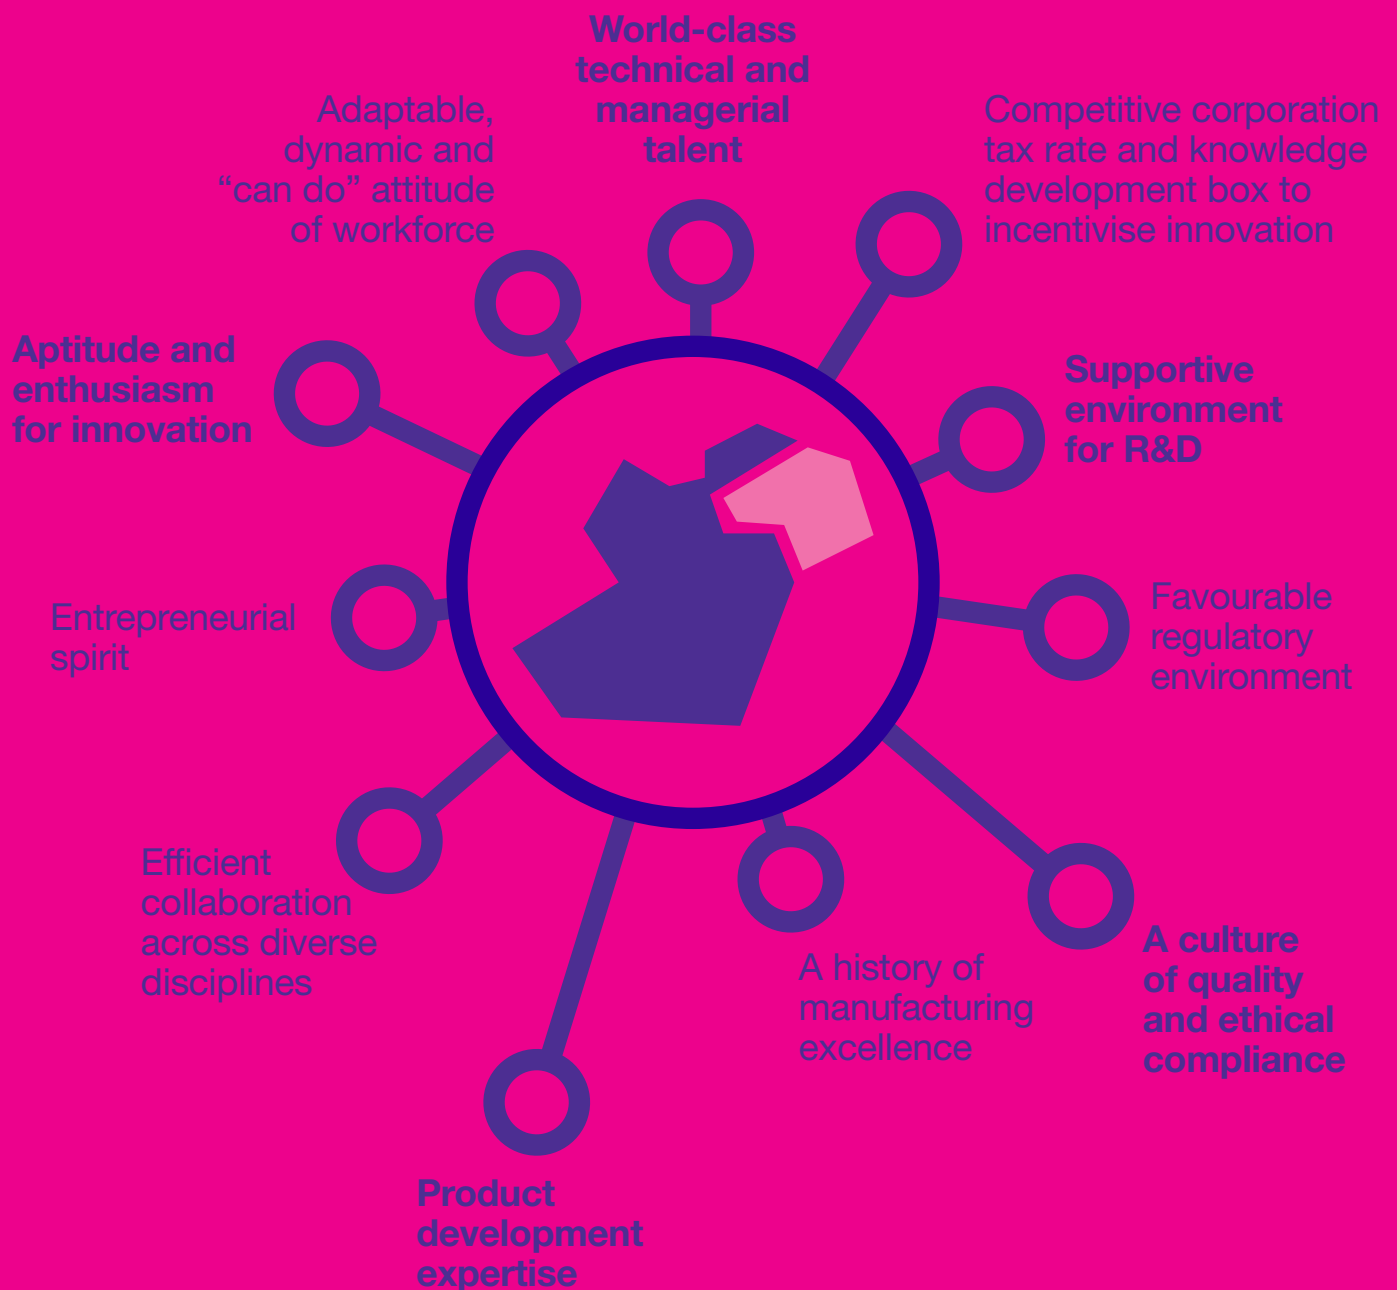 World-class
technical and
managerial
talent
Adaptable,
dynamic and
“can do” attitude
of workforce
Competitive corporation
tax rate and knowledge
development box to
incentivise innovation
Aptitude and
enthusiasm
for innovation
Supportive
environment
for R&D
Entrepreneurial
spirit
Favourable
regulatory
environment
Efficient
collaboration
across diverse
disciplines
A history of
manufacturing
excellence
A culture
of quality
and ethical
compliance
Product
development
expertise